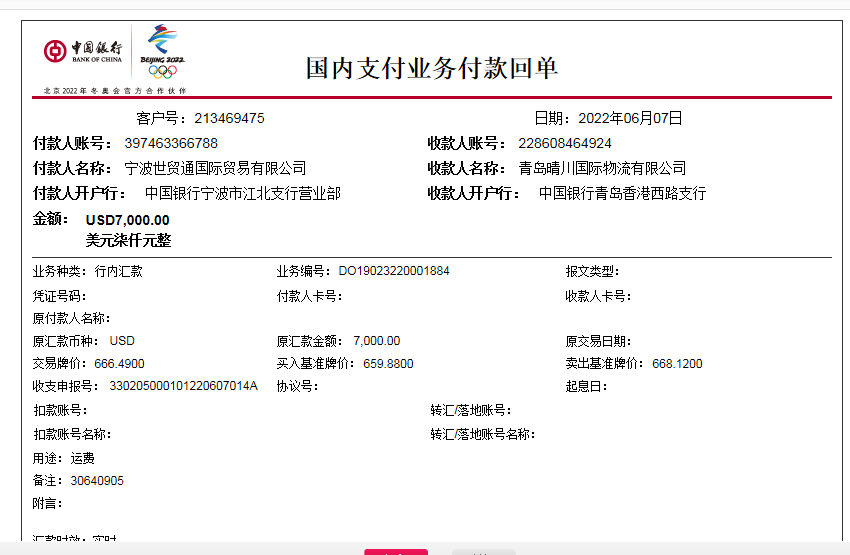 中国银行
BANK OF CHINA
BEIJING 2022
北京2022年冬奥会官方合作伙伴
国内支付业务付款回单
客户号：213469475 日期：2022年06月07日
付款人账号： 397463366788 收款人账号： 228608464924
付款人名称： 宁波世贸通国际贸易有限公司 收款人名称： 青岛晴川国际物流有限公司
付款人开户行： 中国银行宁波市江北支行营业部 收款人开户行： 中国银行青岛香港西路支行
金额： USD7,000.00
美元柒仟元整
业务种类： 行内汇款 业务编号： DO19023220001884 报文类型：
凭证号码： 付款人卡号： 收款人卡号：
原付款人名称：
原汇款币种： USD 原汇款金额： 7,000.00 原交易日期：
交易牌价： 666.4900 买入基准牌价： 659.8800 卖出基准牌价： 668.1200
收支申报号： 330205000101220607014A 协议号： 起息日：
扣款账号： 转汇/落地账号：
扣款账号名称： 转汇/落地账号名称：
用途： 运费
备注： 30640905
附言：
汇款时效：实时